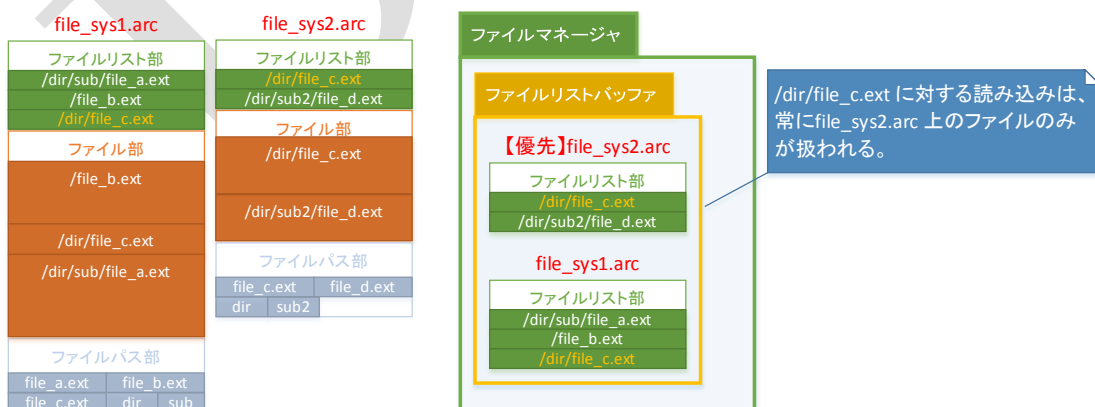 file_sys1.arc
ファイルリスト部
/dir/sub/file_a.ext
/file_b.ext
/dir/file_c.ext
ファイル部
/file_b.ext
/dir/file_c.ext
/dir/sub/file_a.ext
ファイルパス部
file_a.ext file_b.ext
file_c.ext dir sub
file_sys2.arc
ファイルリスト部
/dir/file_c.ext
/dir/sub2/file_d.ext
ファイル部
/dir/file_c.ext
/dir/sub2/file_d.ext
ファイルパス部
file_c.ext file_d.ext
dir sub2
ファイルマネージャ
ファイルリストバッファ
【優先】file_sys2.arc
ファイルリスト部
/dir/file_c.ext
/dir/sub2/file_d.ext
file_sys1.arc
ファイルリスト部
/dir/sub/file_a.ext
/file_b.ext
/dir/file_c.ext
/dir/file_c.ext に対する読み込みは、
常にfile_sys2.arc 上のファイルのみ
が扱われる。